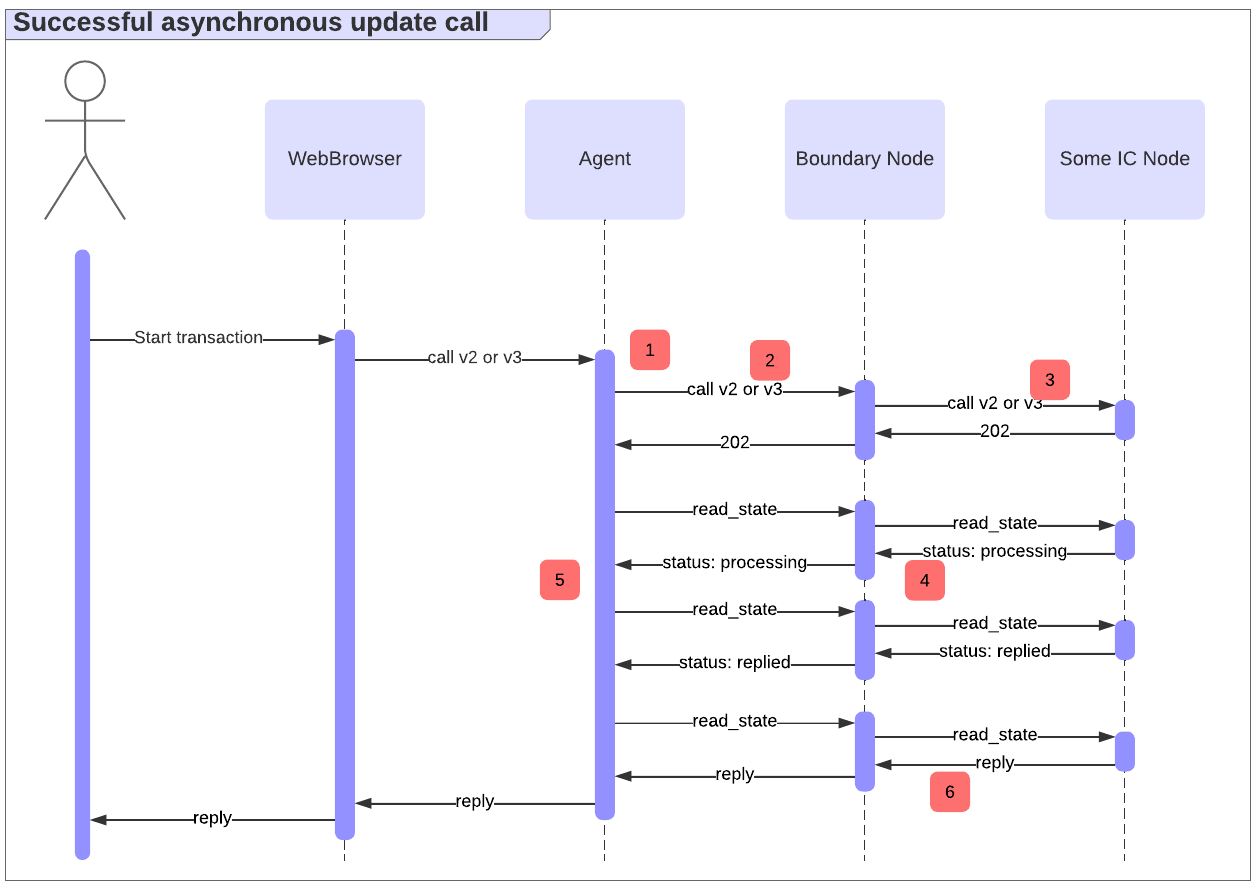 Successful asynchronous update call
WebBrowser
Agent
Boundary Node
Some IC Node
Start transaction
call v2 or v3
1
2
call v2 or v3
3
call v2 or v3
202
202
read_state
read_state
status: processing
status: processing
5
4
read_state
read_state
status: replied
status: replied
read_state
read_state
reply
reply
6
reply
reply